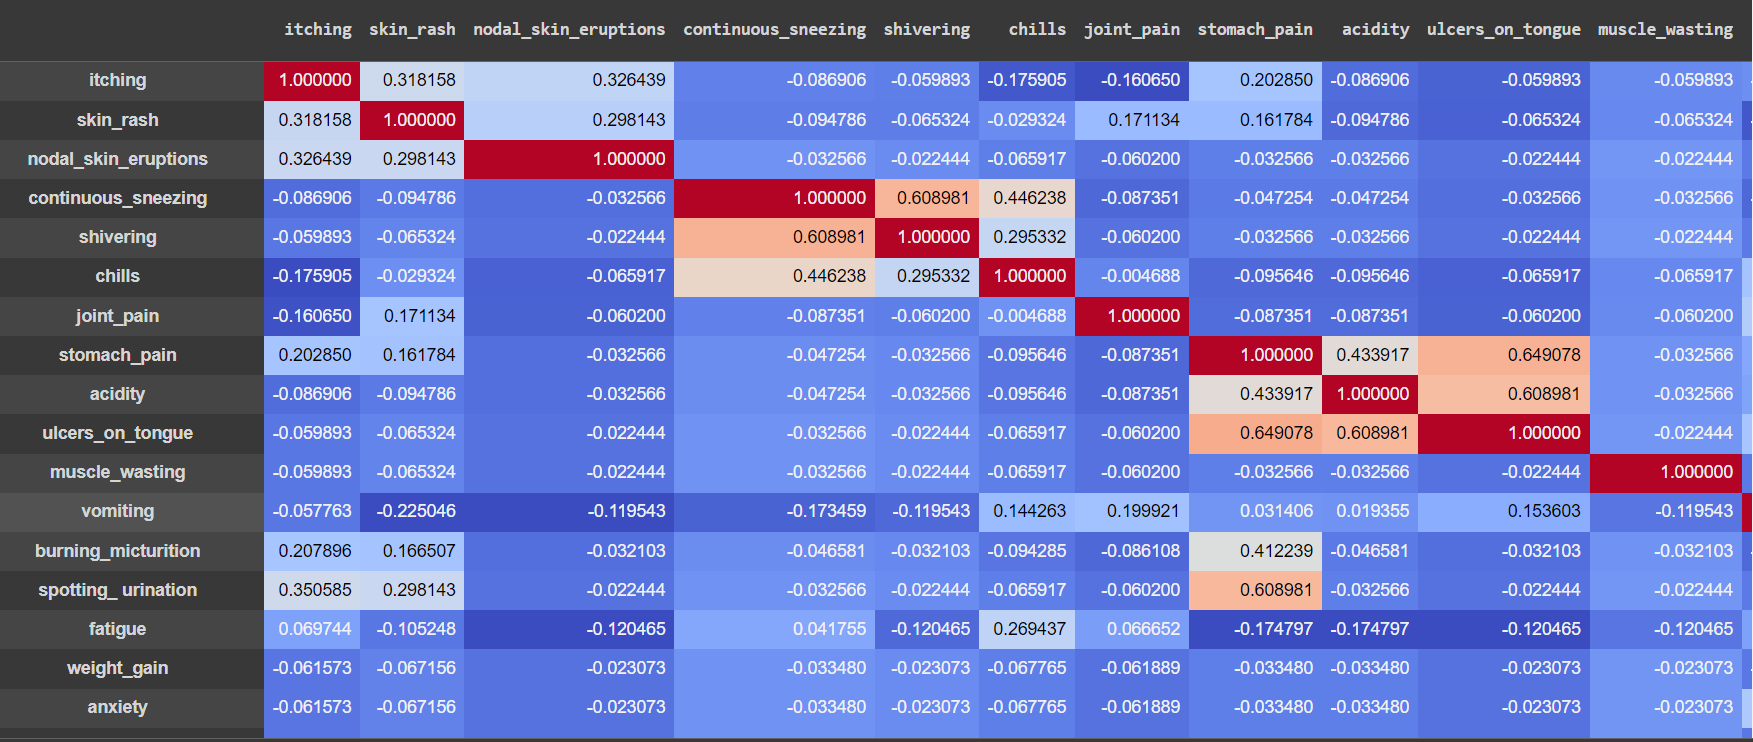 itching skin_rash nodal_skin_eruptions continuous_sneezing shivering chills joint_pain stomach_pain acidity ulcers_on_tongue muscle_wasting
itching 1.000000 0.318158 0.326439 -0.086906 -0.059893 -0.175905 -0.160650 0.202850 -0.086906 -0.059893 -0.059893
skin_rash 0.318158 1.000000 0.298143 -0.094786 -0.065324 -0.029324 0.171134 0.161784 -0.094786 -0.065324 -0.065324
nodal_skin_eruptions 0.326439 0.298143 1.000000 -0.032566 -0.022444 -0.065917 -0.060200 -0.032566 -0.032566 -0.022444 -0.022444
continuous_sneezing -0.086906 -0.094786 -0.032566 1.000000 0.608981 0.446238 -0.087351 -0.047254 -0.047254 -0.032566 -0.032566
shivering -0.059893 -0.065324 -0.022444 0.608981 1.000000 0.295332 -0.060200 -0.032566 -0.032566 -0.022444 -0.022444
chills -0.175905 -0.029324 -0.065917 0.446238 0.295332 1.000000 -0.004688 -0.095646 -0.095646 -0.065917 -0.065917
joint_pain -0.160650 0.171134 -0.060200 -0.087351 -0.060200 -0.004688 1.000000 -0.087351 -0.087351 -0.060200 -0.060200
stomach_pain 0.202850 0.161784 -0.032566 -0.047254 -0.032566 -0.095646 -0.087351 1.000000 0.433917 0.649078 -0.032566
acidity -0.086906 -0.094786 -0.032566 -0.047254 -0.032566 -0.095646 -0.087351 0.433917 1.000000 0.608981 -0.032566
ulcers_on_tongue -0.059893 -0.065324 -0.022444 -0.032566 -0.022444 -0.065917 -0.060200 0.649078 0.608981 1.000000 -0.022444
muscle_wasting -0.059893 -0.065324 -0.022444 -0.032566 -0.022444 -0.065917 -0.060200 -0.032566 -0.032566 -0.022444 1.000000
vomiting -0.057763 -0.225046 -0.119543 -0.173459 -0.119543 0.144263 0.199921 0.031406 0.019355 0.153603 -0.119543
burning_micturition 0.207896 0.166507 -0.032103 -0.046581 -0.032103 -0.094285 -0.086108 0.412239 -0.046581 -0.032103 -0.032103
spotting_ urination 0.350585 0.298143 -0.022444 -0.032566 -0.022444 -0.065917 -0.060200 0.608981 -0.032566 -0.022444 -0.022444
fatigue 0.069744 -0.105248 -0.120465 0.041755 -0.120465 0.269437 0.066652 -0.174797 -0.174797 -0.120465 -0.120465
weight_gain -0.061573 -0.067156 -0.023073 -0.033480 -0.023073 -0.067765 -0.061889 -0.033480 -0.033480 -0.023073 -0.023073
anxiety -0.061573 -0.067156 -0.023073 -0.033480 -0.023073 -0.067765 -0.061889 -0.033480 -0.033480 -0.023073 -0.023073